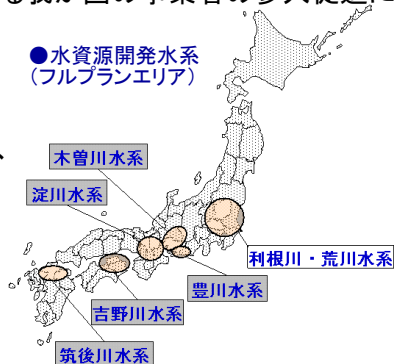 る我が国の事業者の参入促進に
●水資源開発水系
(フルプランエリア)
、
木曽川水系
淀川水系
利根川・荒川水系
豊川水系
吉野川水系
筑後川水系